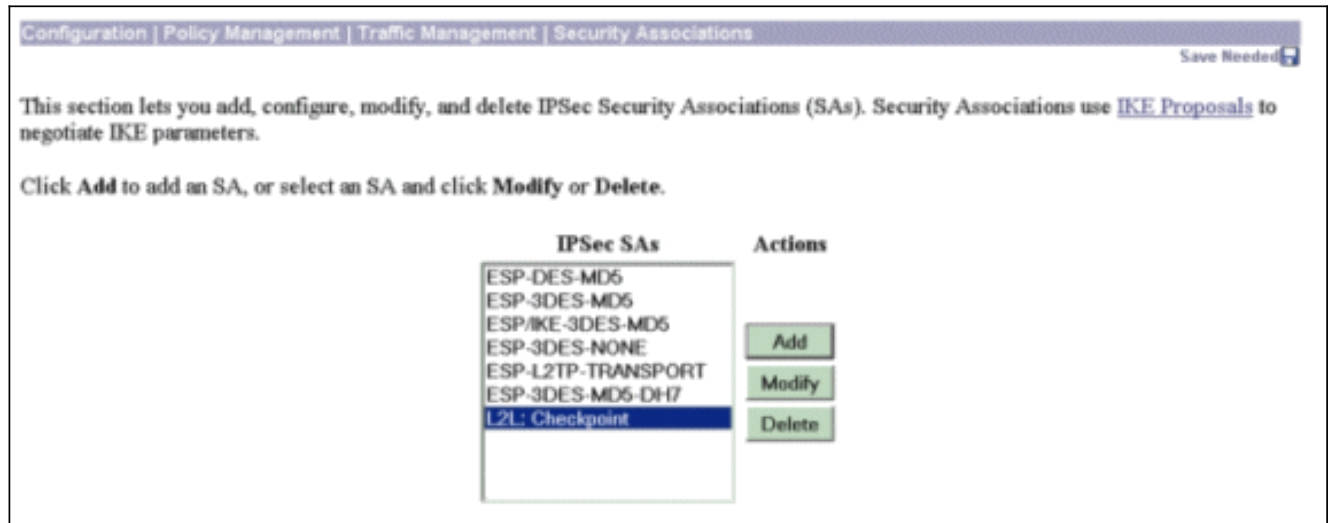 Configuration | Policy Management | Traffic Management | Security Associations
Save Needed
This section lets you add, configure, modify, and delete IPSec Security Associations (SAs). Security Associations use IKE Proposals to
negotiate IKE parameters.
Click Add to add an SA, or select an SA and click Modify or Delete.
IPSec SAs
Actions
ESP-DES-MD5
ESP-3DES-MD5
ESP/IKE-3DES-MD5
ESP-3DES-NONE
ESP-L2TP-TRANSPORT
ESP-3DES-MD5-DH7
L2L: Checkpoint
Add
Modify
Delete